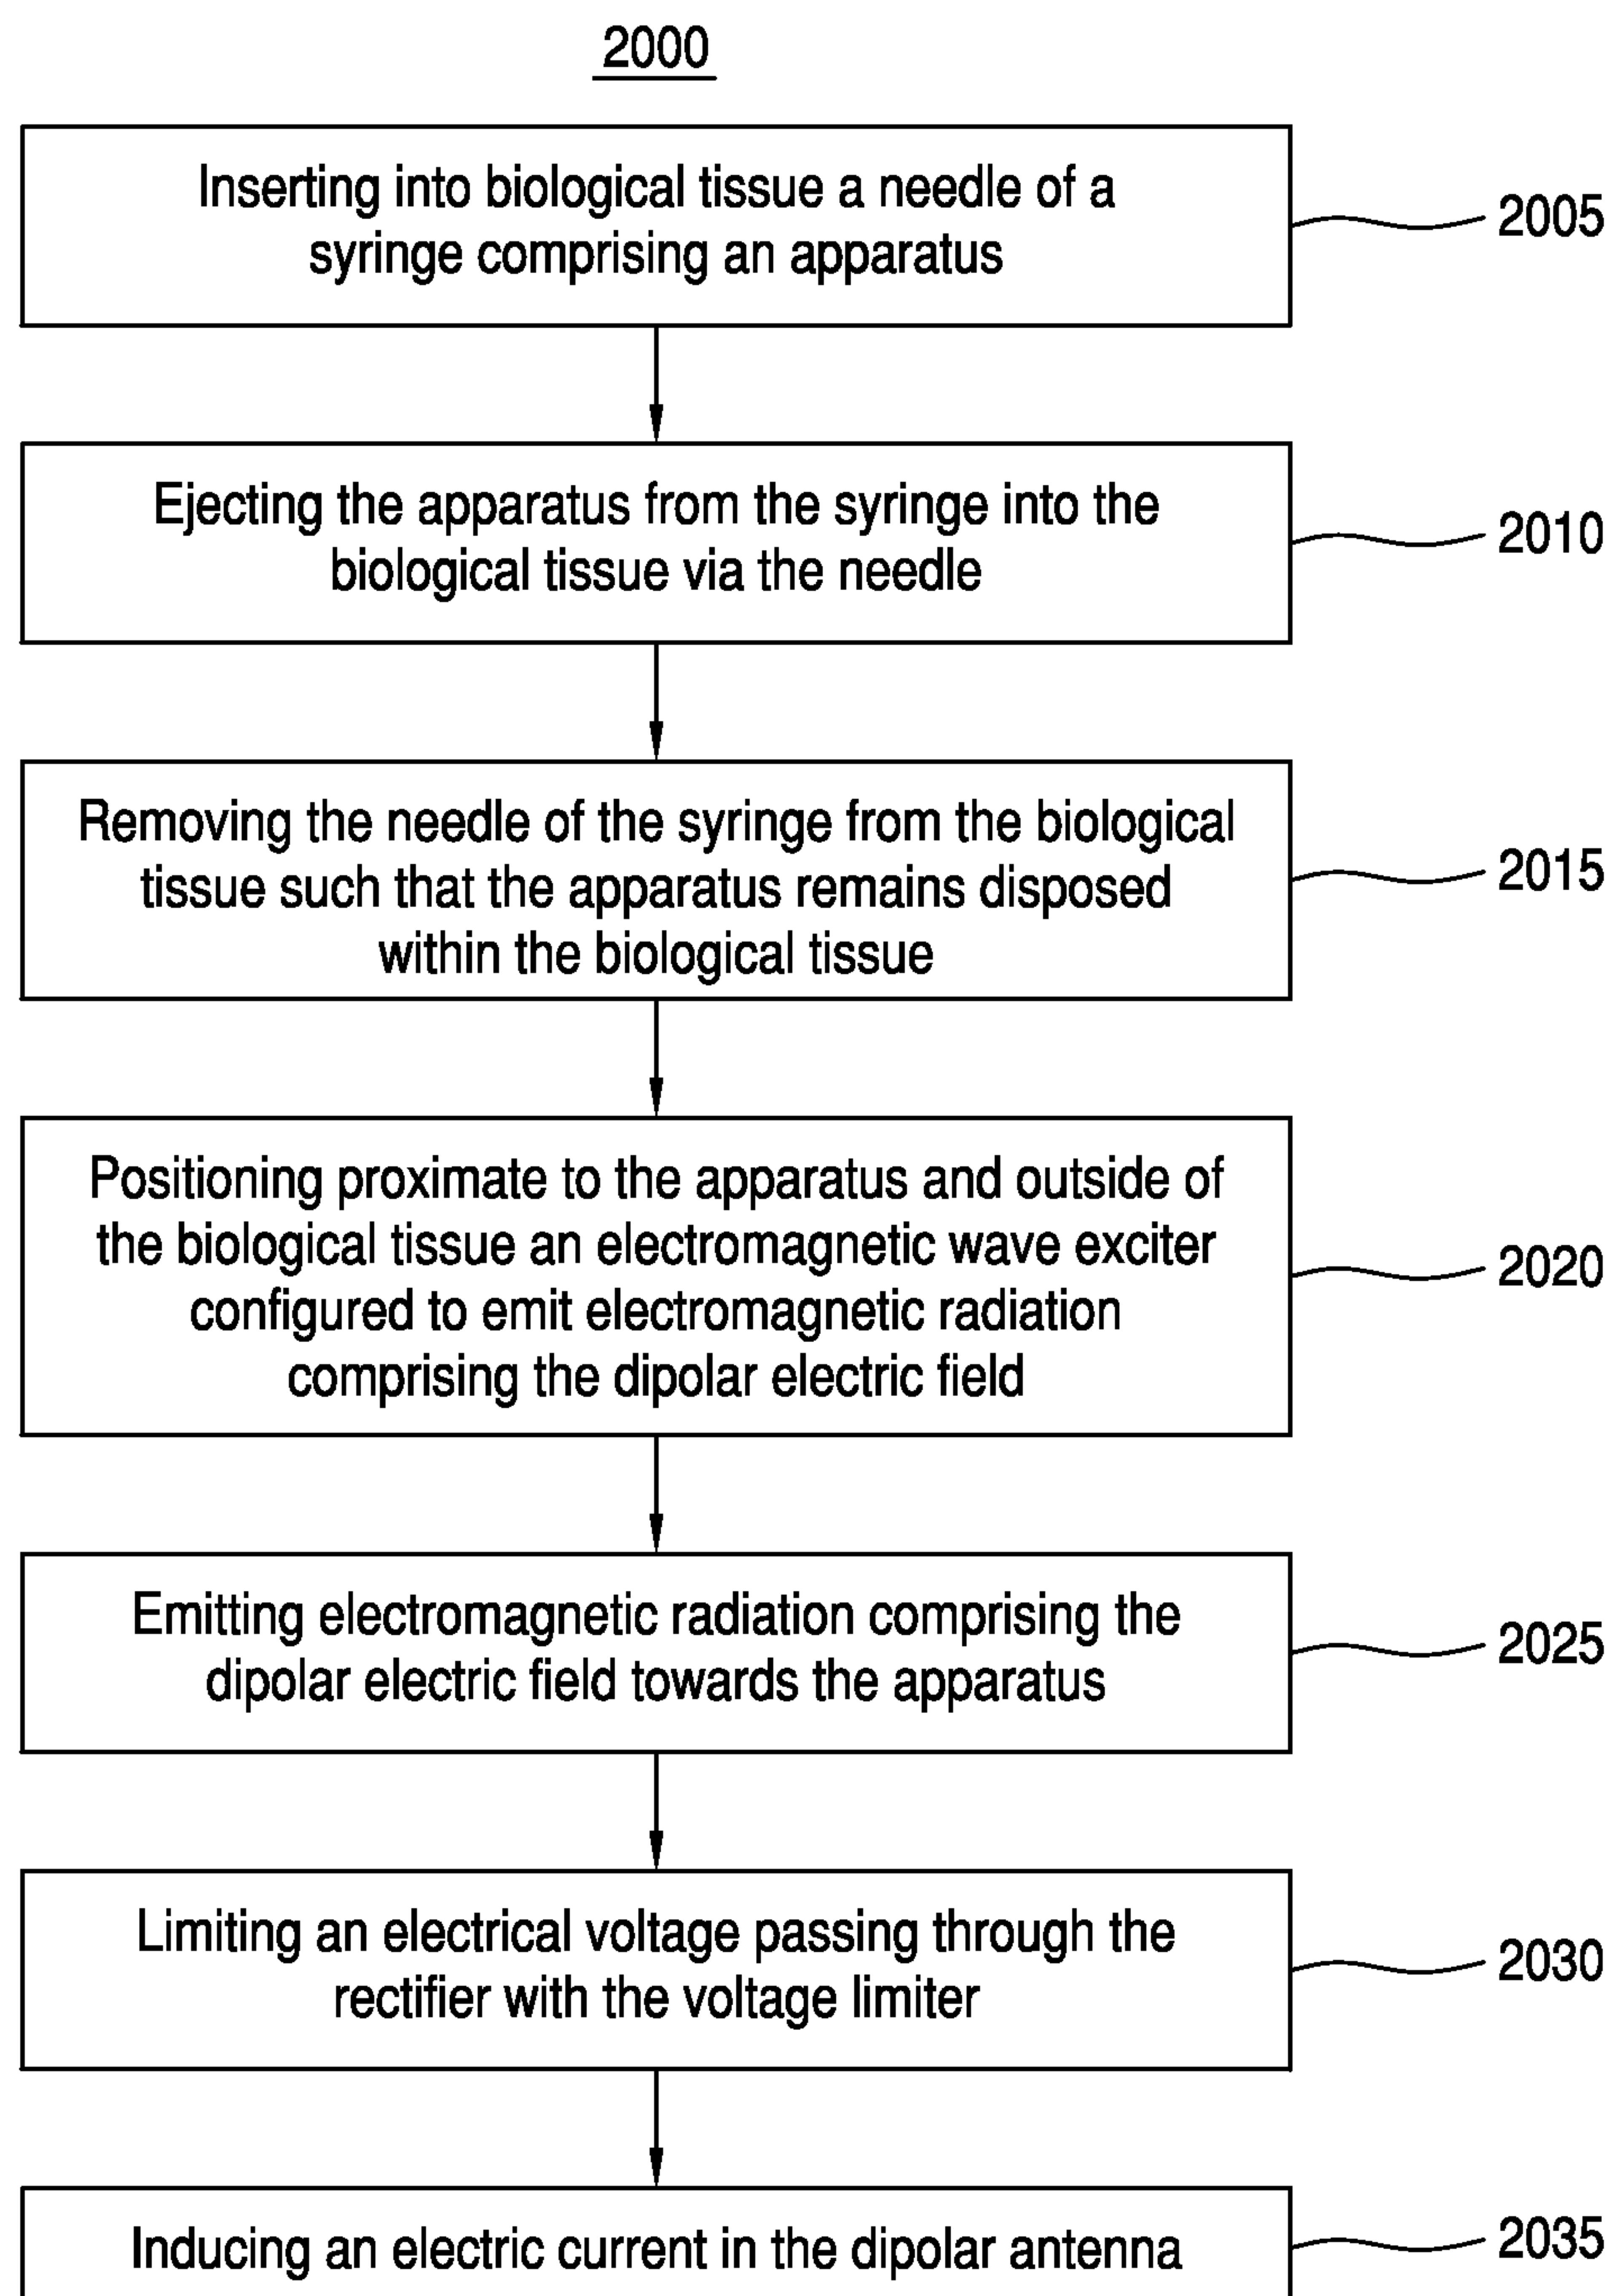 2000
Inserting into biological tissue a needle of a
syringe comprising an apparatus
2005
Ejecting the apparatus from the syringe into the
biological tissue via the needle
2010
Removing the needle of the syringe from the biological
tissue such that the apparatus remains disposed
within the biological tissue
2015
Positioning proximate to the apparatus and outside of
the biological tissue an electromagnetic wave exciter
configured to emit electromagnetic radiation
comprising the dipolar electric field
2020
Emitting electromagnetic radiation comprising the
dipolar electric field towards the apparatus
2025
Limiting an electrical voltage passing through the
rectifier with the voltage limiter
2030
Inducing an electric current in the dipolar antenna
2035